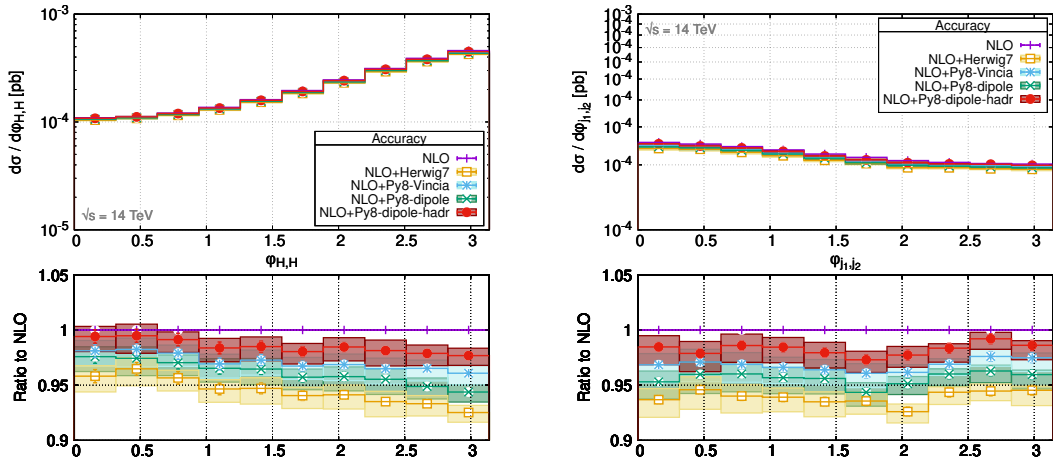 10⁻³
10⁻⁴
10⁻⁵
dσ / dφH,H [pb]
Accuracy
NLO
NLO+Herwig7
NLO+Py8-Vincia
NLO+Py8-dipole
NLO+Py8-dipole-hadr
√s = 14 TeV
0 0.5 1 1.5 2 2.5 3
φH,H
1.05
1
0.95
0.9
Ratio to NLO
0 0.5 1 1.5 2 2.5 3
10⁻³
10⁻³
10⁻⁴
10⁻⁴
10⁻⁴
10⁻⁴
10⁻⁴
10⁻⁴
10⁻⁴
10⁻⁴
dσ / dφj₁,j₂ [pb]
√s = 14 TeV
Accuracy
NLO
NLO+Herwig7
NLO+Py8-Vincia
NLO+Py8-dipole
NLO+Py8-dipole-hadr
0 0.5 1 1.5 2 2.5 3
φj₁,j₂
1.05
1
0.95
0.9
Ratio to NLO
0 0.5 1 1.5 2 2.5 3